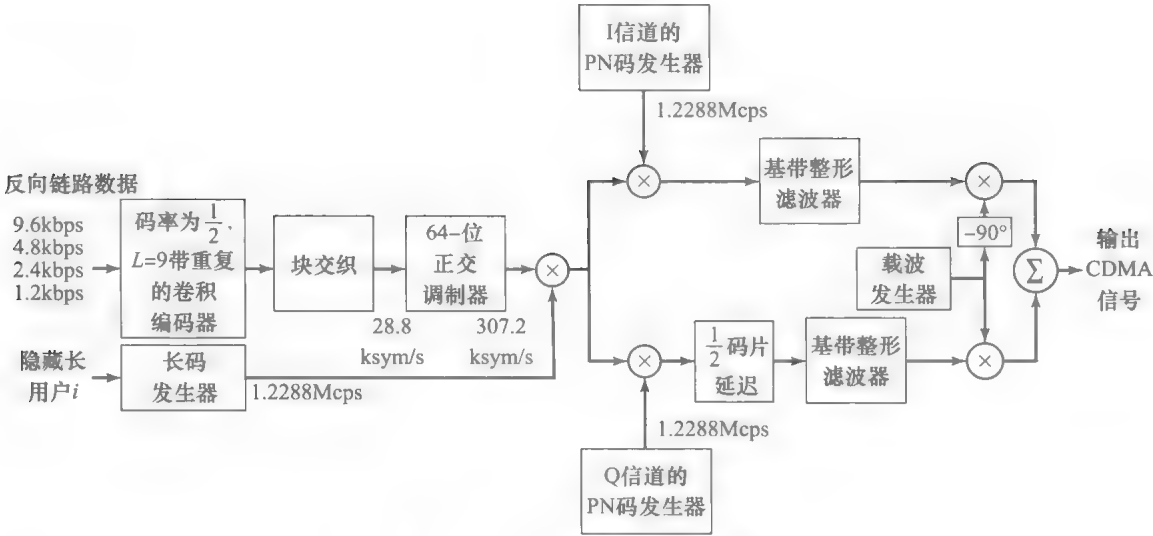 I信道的
PN码发生器
1.2288Mcps
反向链路数据
9.6kbps
4.8kbps
2.4kbps
1.2kbps
码率为1/2,
L=9带重复
的卷积
编码器
块交织
64-位
正交
调制器
28.8
ksym/s
307.2
ksym/s
×
×
基带整形
滤波器
×
-90°
载波
发生器
Σ
输出
CDMA
信号
隐藏长
用户i
长码
发生器
1.2288Mcps
×
1/2码片
延迟
基带整形
滤波器
×
1.2288Mcps
Q信道的
PN码发生器